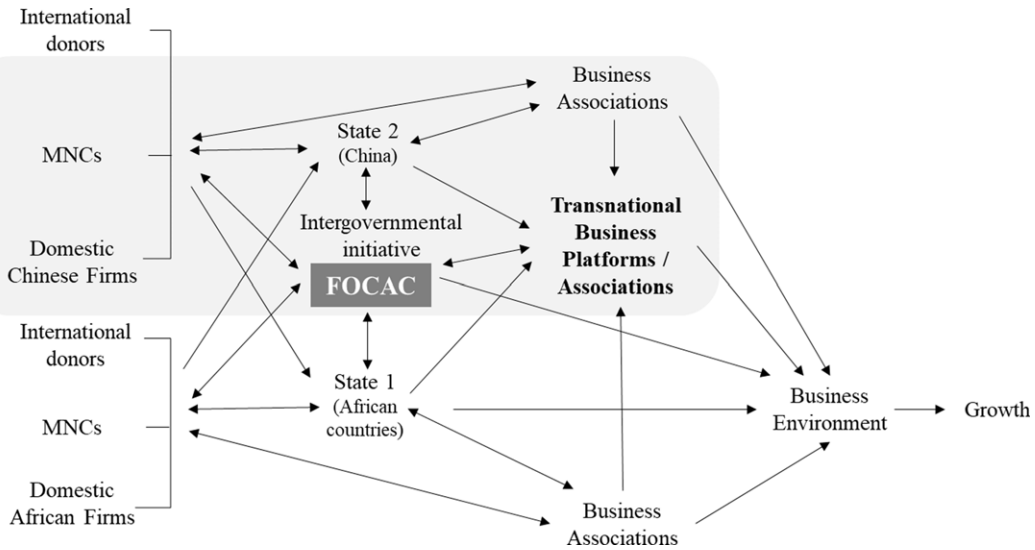 International
donors
MNCs
Domestic
Chinese Firms
State 2
(China)
Intergovernmental
initiative
FOCAC
Business
Associations
Transnational
Business
Platforms /
Associations
International
donors
MNCs
Domestic
African Firms
State 1
(African
countries)
Business
Associations
Business
Environment
Growth